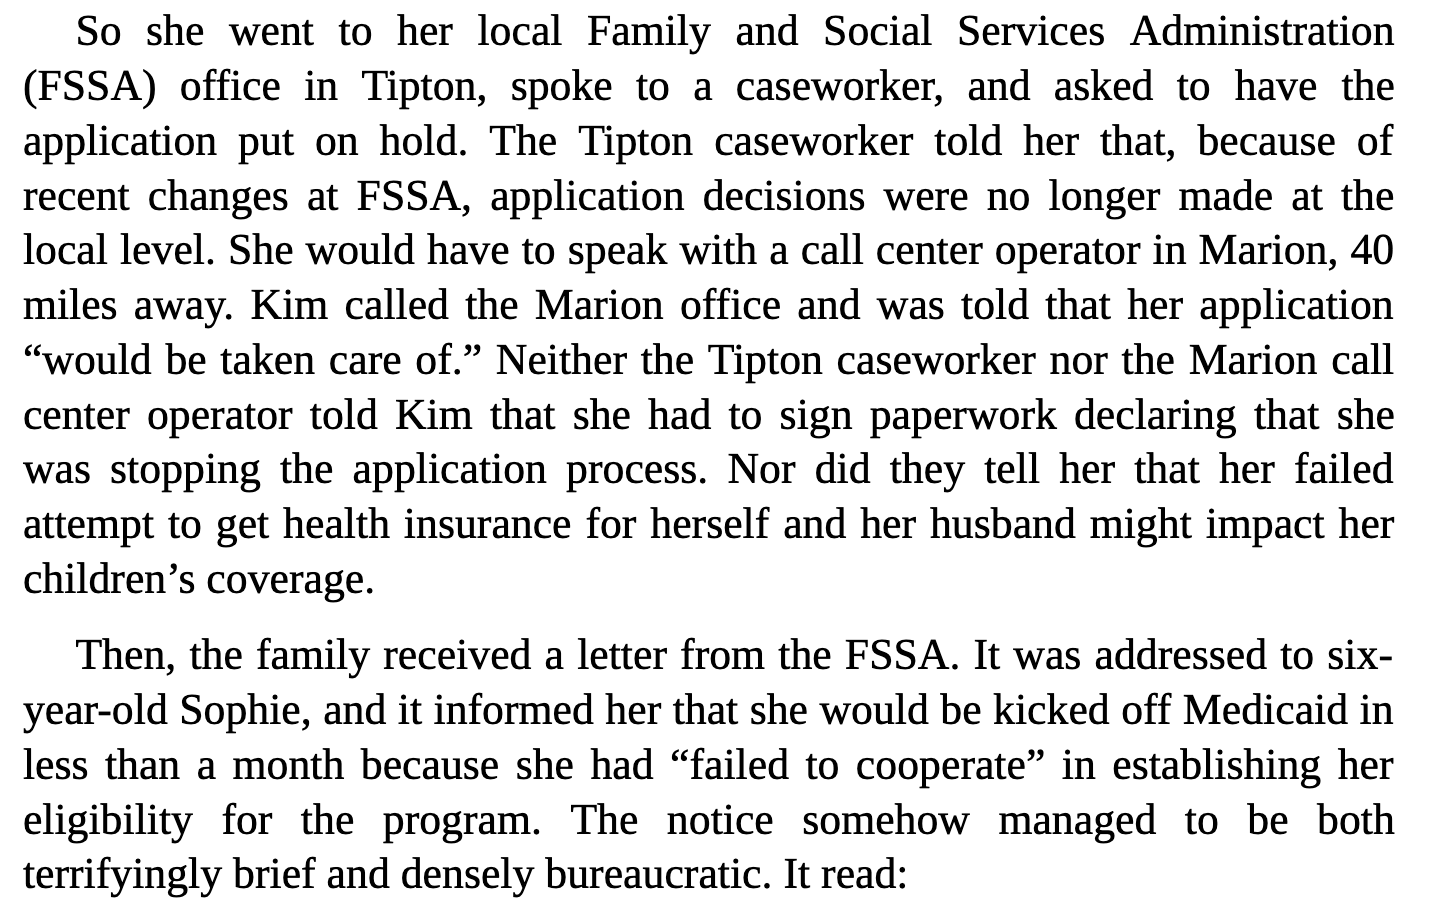 So she went to her local Family and Social Services Administration
(FSSA) office in Tipton, spoke to a caseworker, and asked to have the
application put on hold. The Tipton caseworker told her that, because of
recent changes at FSSA, application decisions were no longer made at the
local level. She would have to speak with a call center operator in Marion, 40
miles away. Kim called the Marion office and was told that her application
“would be taken care of.” Neither the Tipton caseworker nor the Marion call
center operator told Kim that she had to sign paperwork declaring that she
was stopping the application process. Nor did they tell her that her failed
attempt to get health insurance for herself and her husband might impact her
children’s coverage.
Then, the family received a letter from the FSSA. It was addressed to six-
year-old Sophie, and it informed her that she would be kicked off Medicaid in
less than a month because she had “failed to cooperate” in establishing her
eligibility for the program. The notice somehow managed to be both
terrifyingly brief and densely bureaucratic. It read: